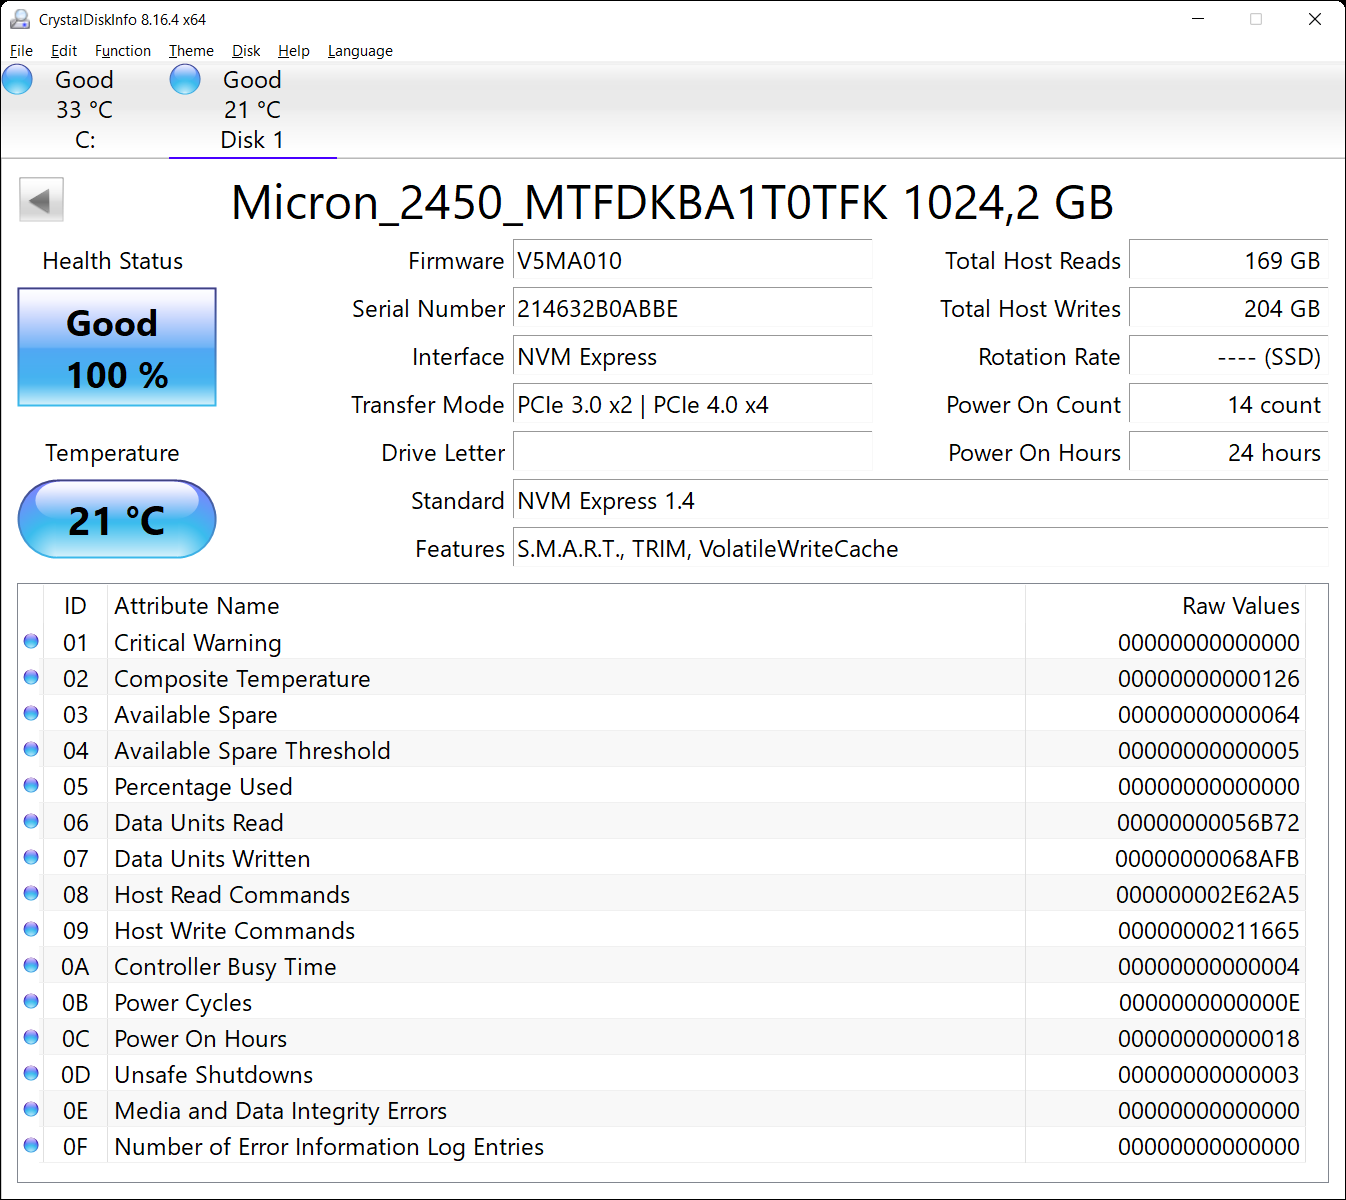 CrystalDiskInfo 8.16.4 x64
File Edit Function Theme Disk Help Language
Good Good
33 °C 21 °C
C: Disk 1
Micron_2450_MTFDKBA1T0TFK 1024,2 GB
Health Status
Good
100 %
Temperature
21 °C
Firmware V5MA010
Serial Number 214632B0ABBE
Interface NVM Express
Transfer Mode PCIe 3.0 x2 | PCIe 4.0 x4
Drive Letter
Standard NVM Express 1.4
Features S.M.A.R.T., TRIM, VolatileWriteCache
Total Host Reads 169 GB
Total Host Writes 204 GB
Rotation Rate ---- (SSD)
Power On Count 14 count
Power On Hours 24 hours
ID Attribute Name Raw Values
01 Critical Warning 00000000000000
02 Composite Temperature 00000000000126
03 Available Spare 00000000000064
04 Available Spare Threshold 00000000000005
05 Percentage Used 00000000000000
06 Data Units Read 00000000056B72
07 Data Units Written 00000000068AFB
08 Host Read Commands 000000002E62A5
09 Host Write Commands 00000000211665
0A Controller Busy Time 00000000000004
0B Power Cycles 0000000000000E
0C Power On Hours 00000000000018
0D Unsafe Shutdowns 00000000000003
0E Media and Data Integrity Errors 00000000000000
0F Number of Error Information Log Entries 00000000000000